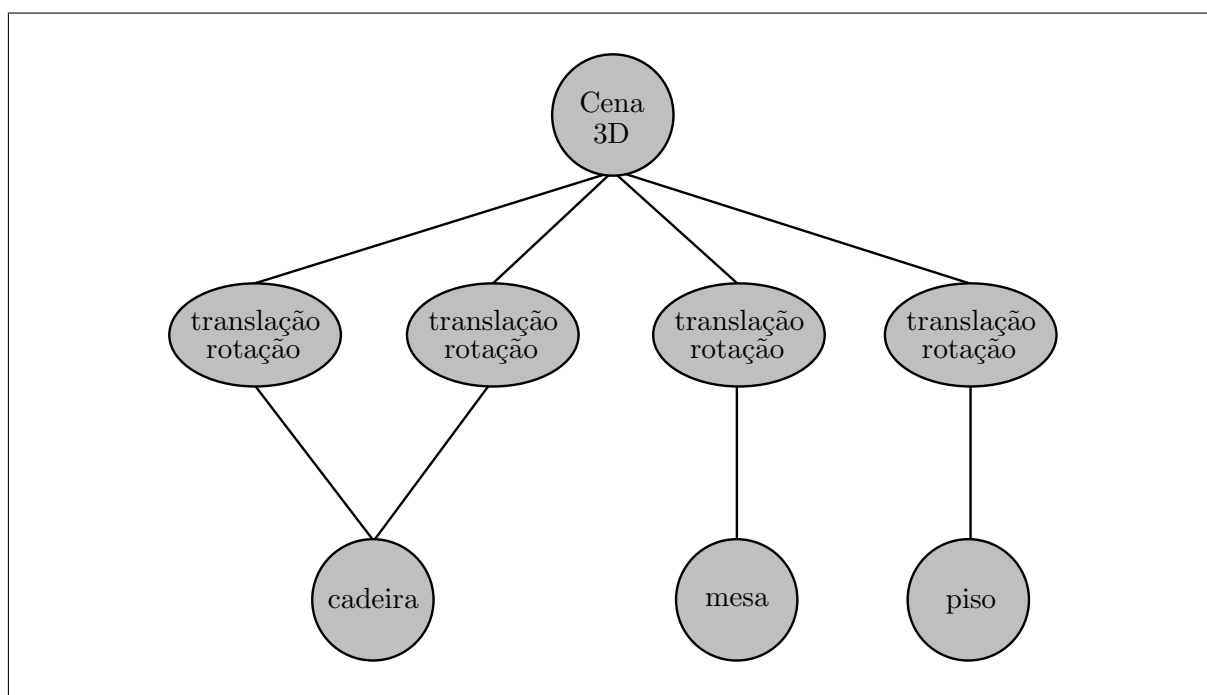 Cena
3D
translação
rotação
translação
rotação
translação
rotação
translação
rotação
cadeira
mesa
piso